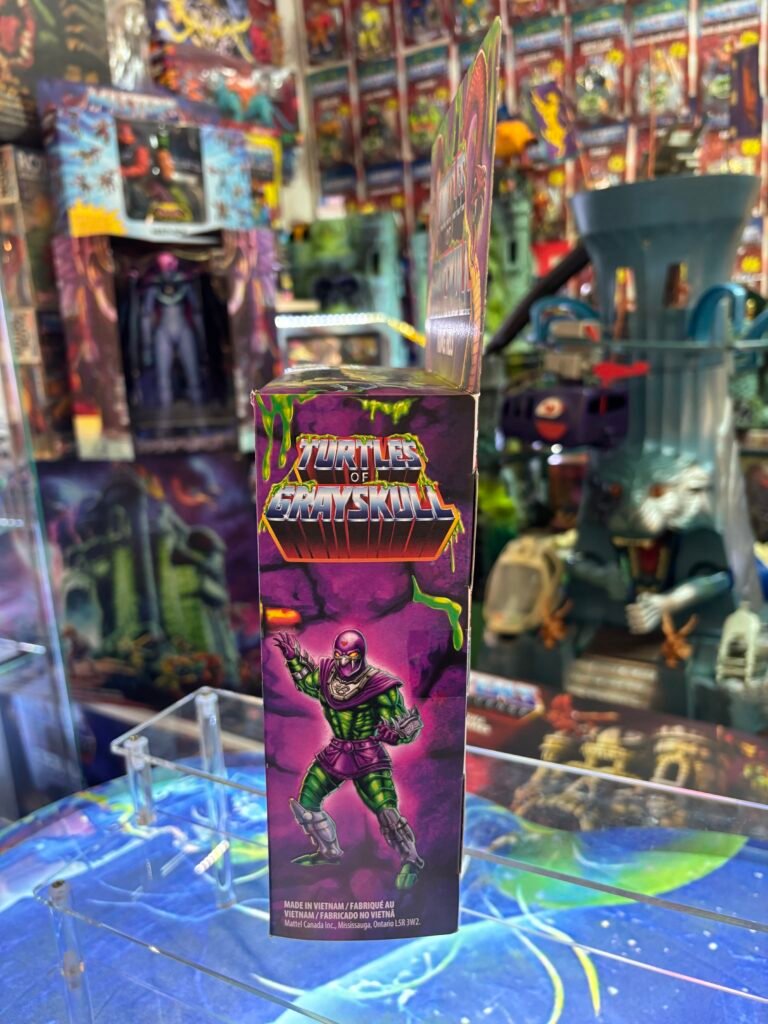 TURTLES
OF
GRAYSKULL
MADE IN VIETNAM / FABRIQUÉ AU
VIETNAM / FABRICADO NO VIETNÃ
Mattel Canada Inc., Mississauga, Ontario L5R 3W2.